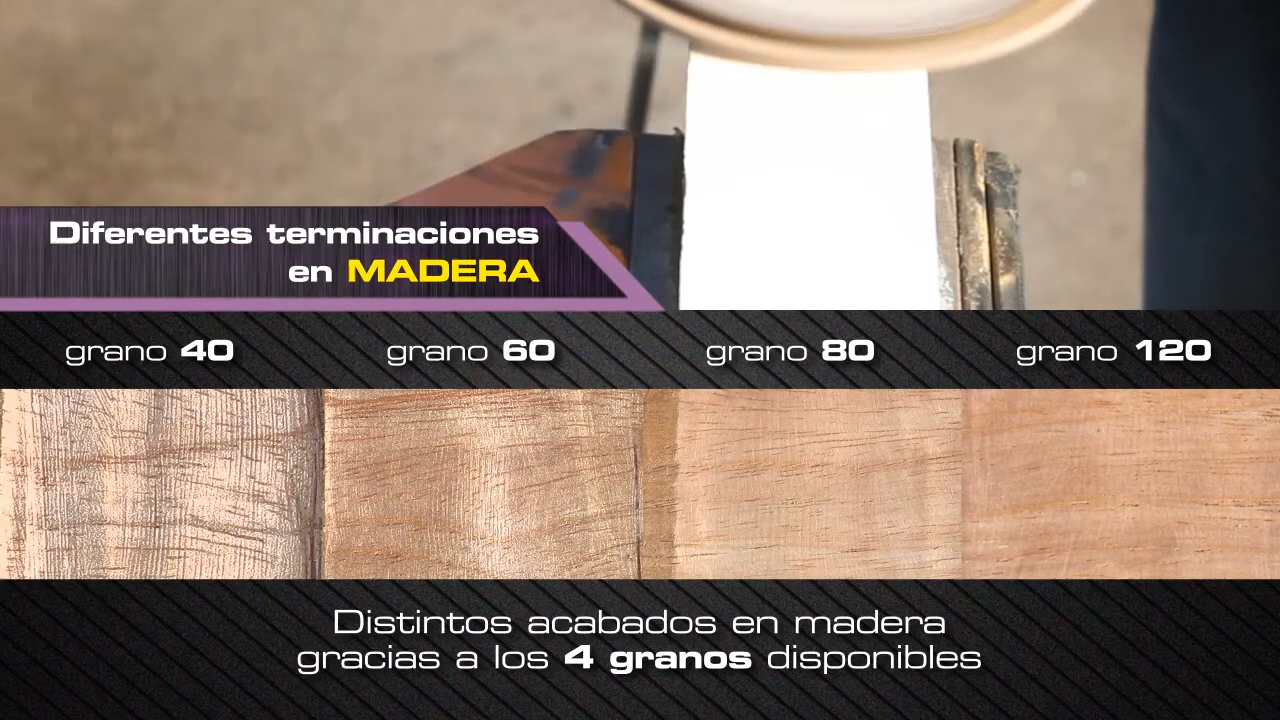 Diferentes terminaciones
en MADERA
grano 40 grano 60 grano 80 grano 120
Distintos acabados en madera
gracias a los 4 granos disponibles